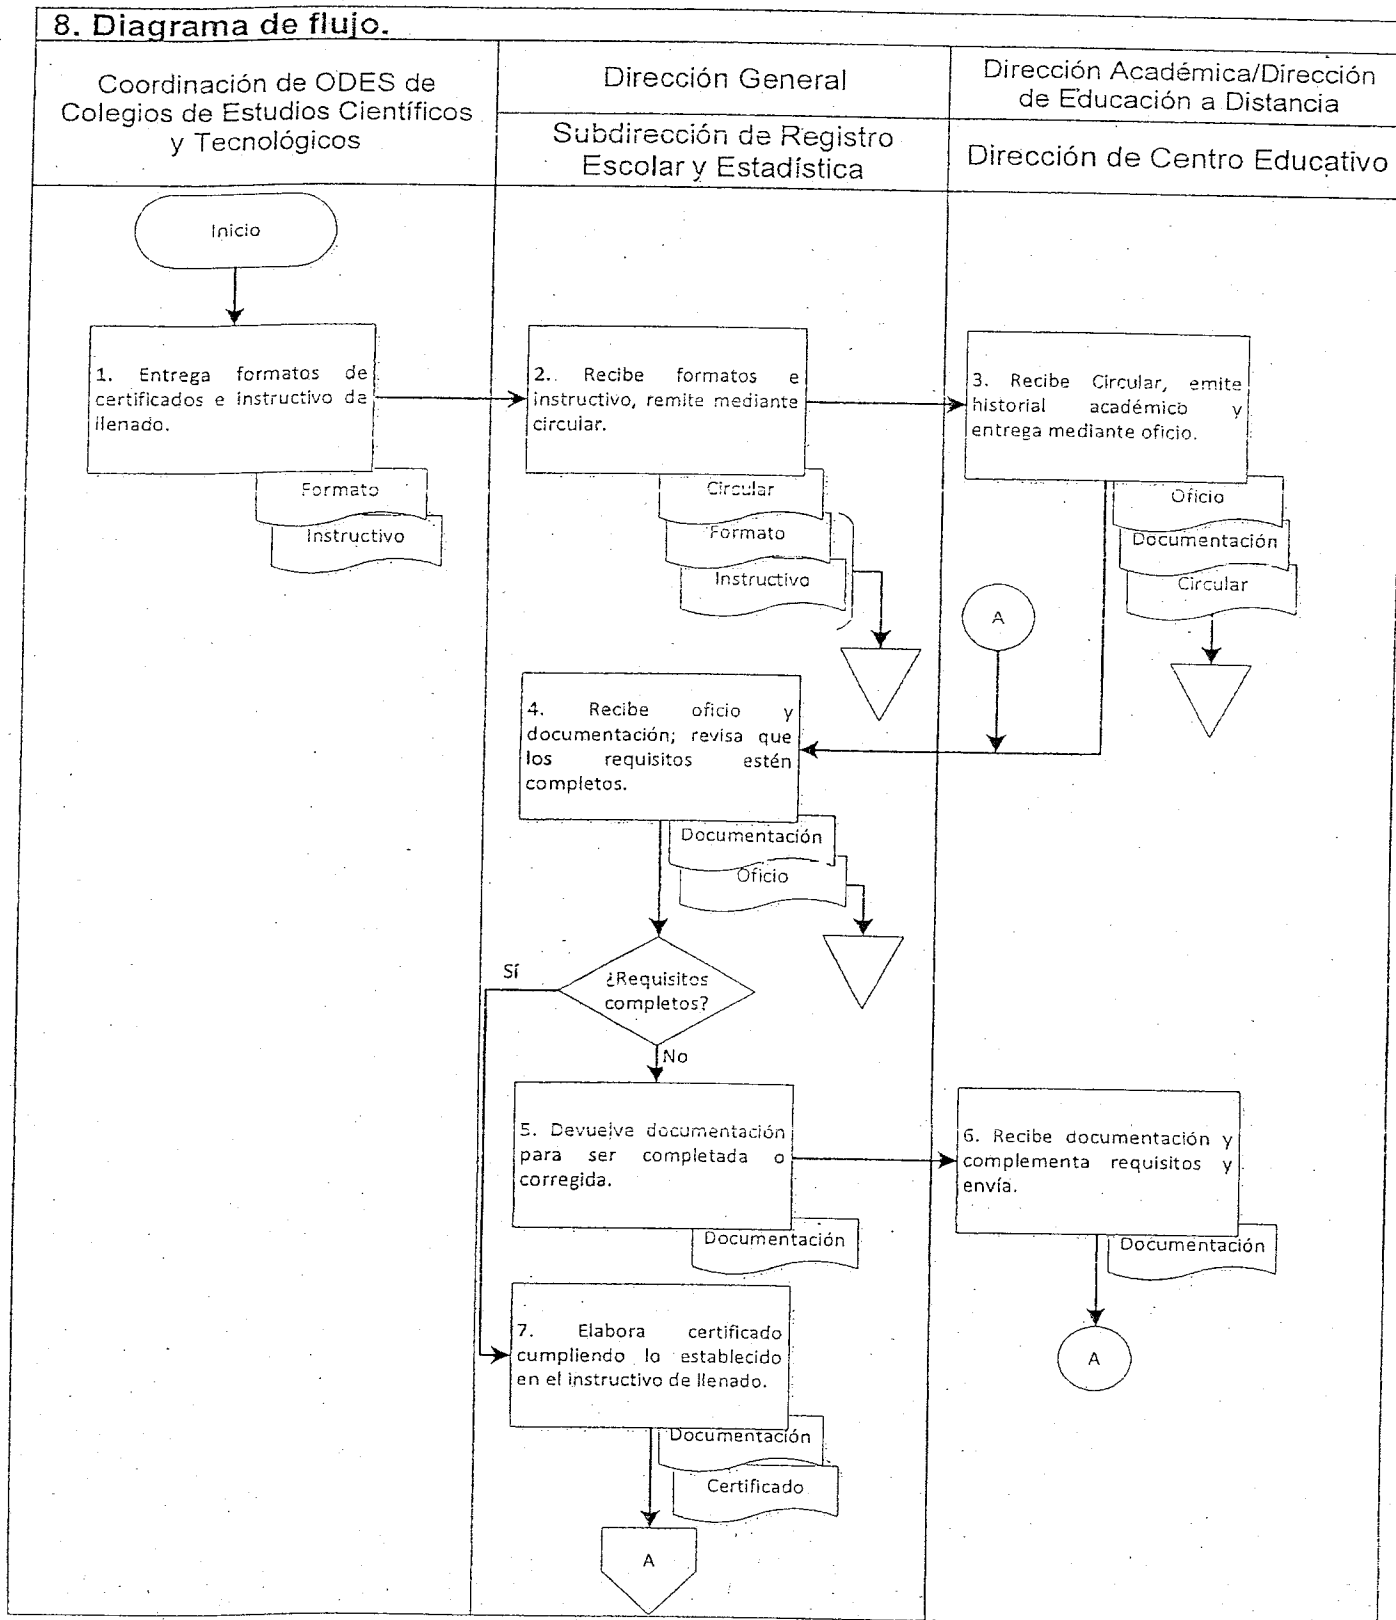 8. Diagrama de flujo.
Coordinación de ODES de
Colegios de Estudios Científicos
y Tecnológicos
Dirección General
Subdirección de Registro
Escolar y Estadística
Dirección Académica/Dirección
de Educación a Distancia
Dirección de Centro Educativo
Inicio
1. Entrega formatos de
certificados e instructivo de
llenado.
Formato
Instructivo
2. Recibe formatos e
instructivo, remite mediante
circular.
Circular
Formato
Instructivo
3. Recibe Circular, emite
historial académico y
entrega mediante oficio.
Oficio
Documentación
Circular
A
4. Recibe oficio y
documentación; revisa que
los requisitos estén
completos.
Documentación
Oficio
¿Requisitos
completos?
Sí
No
5. Devuelve documentación
para ser completada o
corregida.
Documentación
6. Recibe documentación y
complementa requisitos y
envía.
Documentación
A
7. Elabora certificado
cumpliendo lo establecido
en el instructivo de llenado.
Documentación
Certificado
A